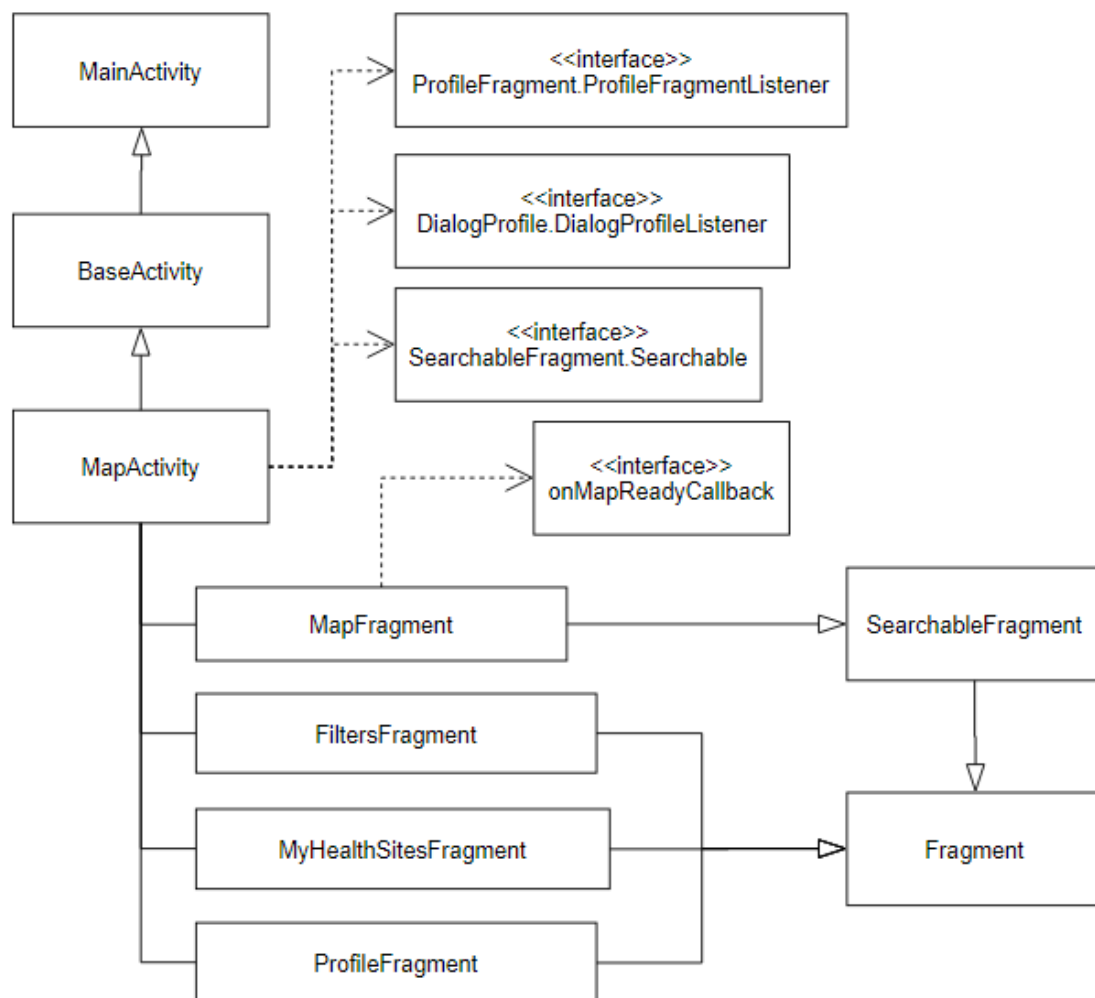 MainActivity
<<interface>>
ProfileFragment.ProfileFragmentListener
<<interface>>
DialogProfile.DialogProfileListener
BaseActivity
<<interface>>
SearchableFragment.Searchable
MapActivity
<<interface>>
onMapReadyCallback
MapFragment
SearchableFragment
FiltersFragment
MyHealthSitesFragment
Fragment
ProfileFragment